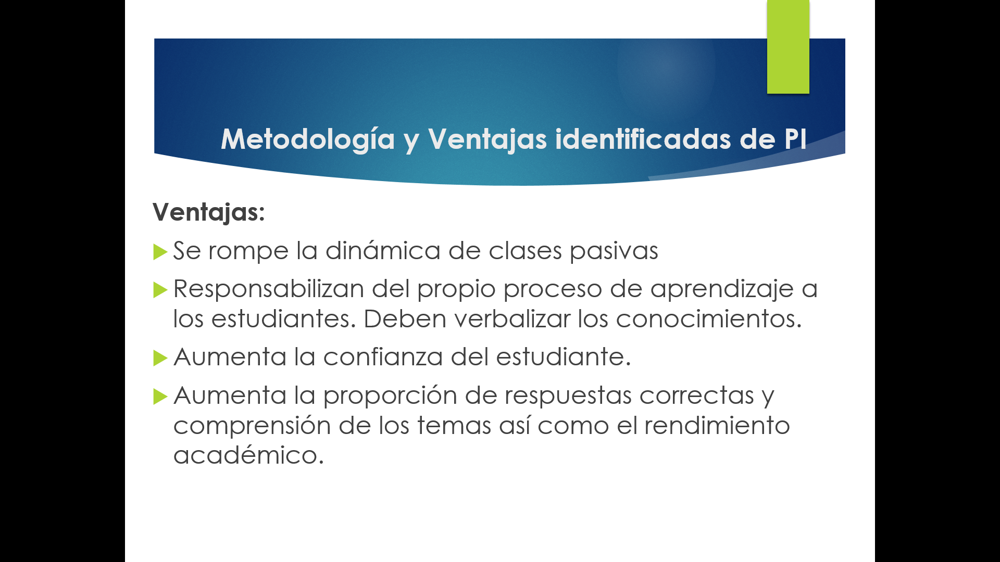 Metodología y Ventajas identificadas de PI
Ventajas:
Se rompe la dinámica de clases pasivas
Responsabilizan del propio proceso de aprendizaje a
los estudiantes. Deben verbalizar los conocimientos.
Aumenta la confianza del estudiante.
Aumenta la proporción de respuestas correctas y
comprensión de los temas así como el rendimiento
académico.